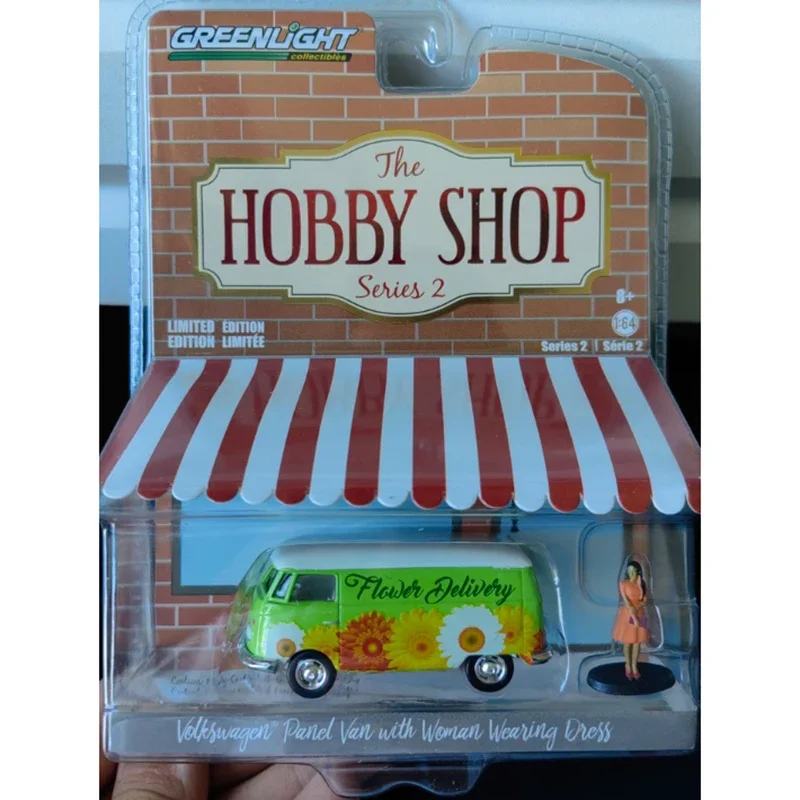 GREENLIGHT
collectibles
The
HOBBY SHOP
Series 2
8+
1:64
LIMITED EDITION
EDITION LIMITÉE
Series 2 | Série 2
Flower Delivery
Volkswagen™ Panel Van with Woman Wearing Dress